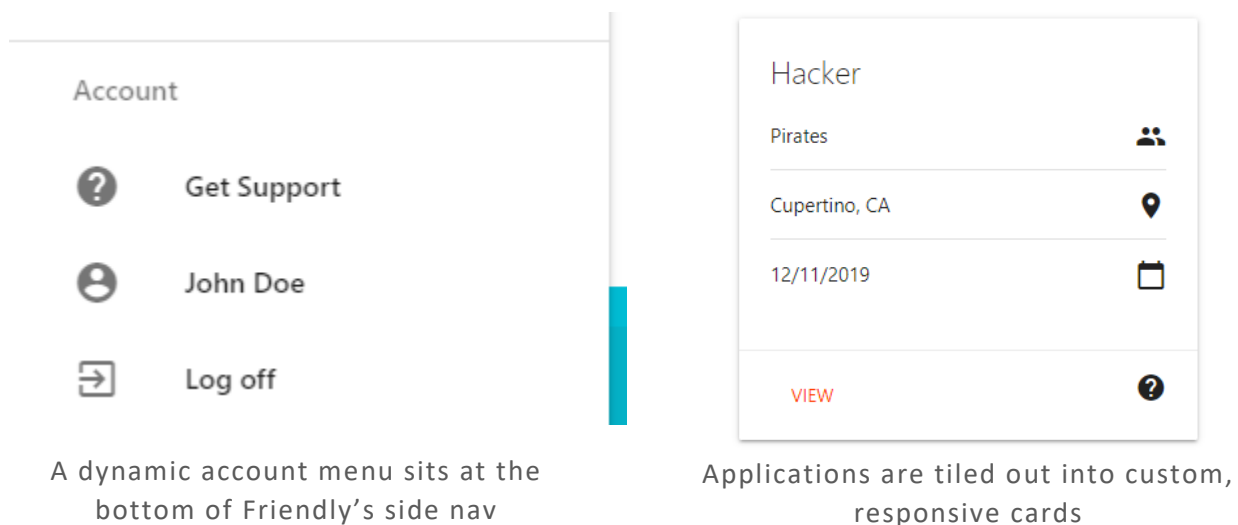 Account
Get Support
John Doe
Log off
A dynamic account menu sits at the
bottom of Friendly’s side nav
Hacker
Pirates
Cupertino, CA
12/11/2019
VIEW
Applications are tiled out into custom,
responsive cards